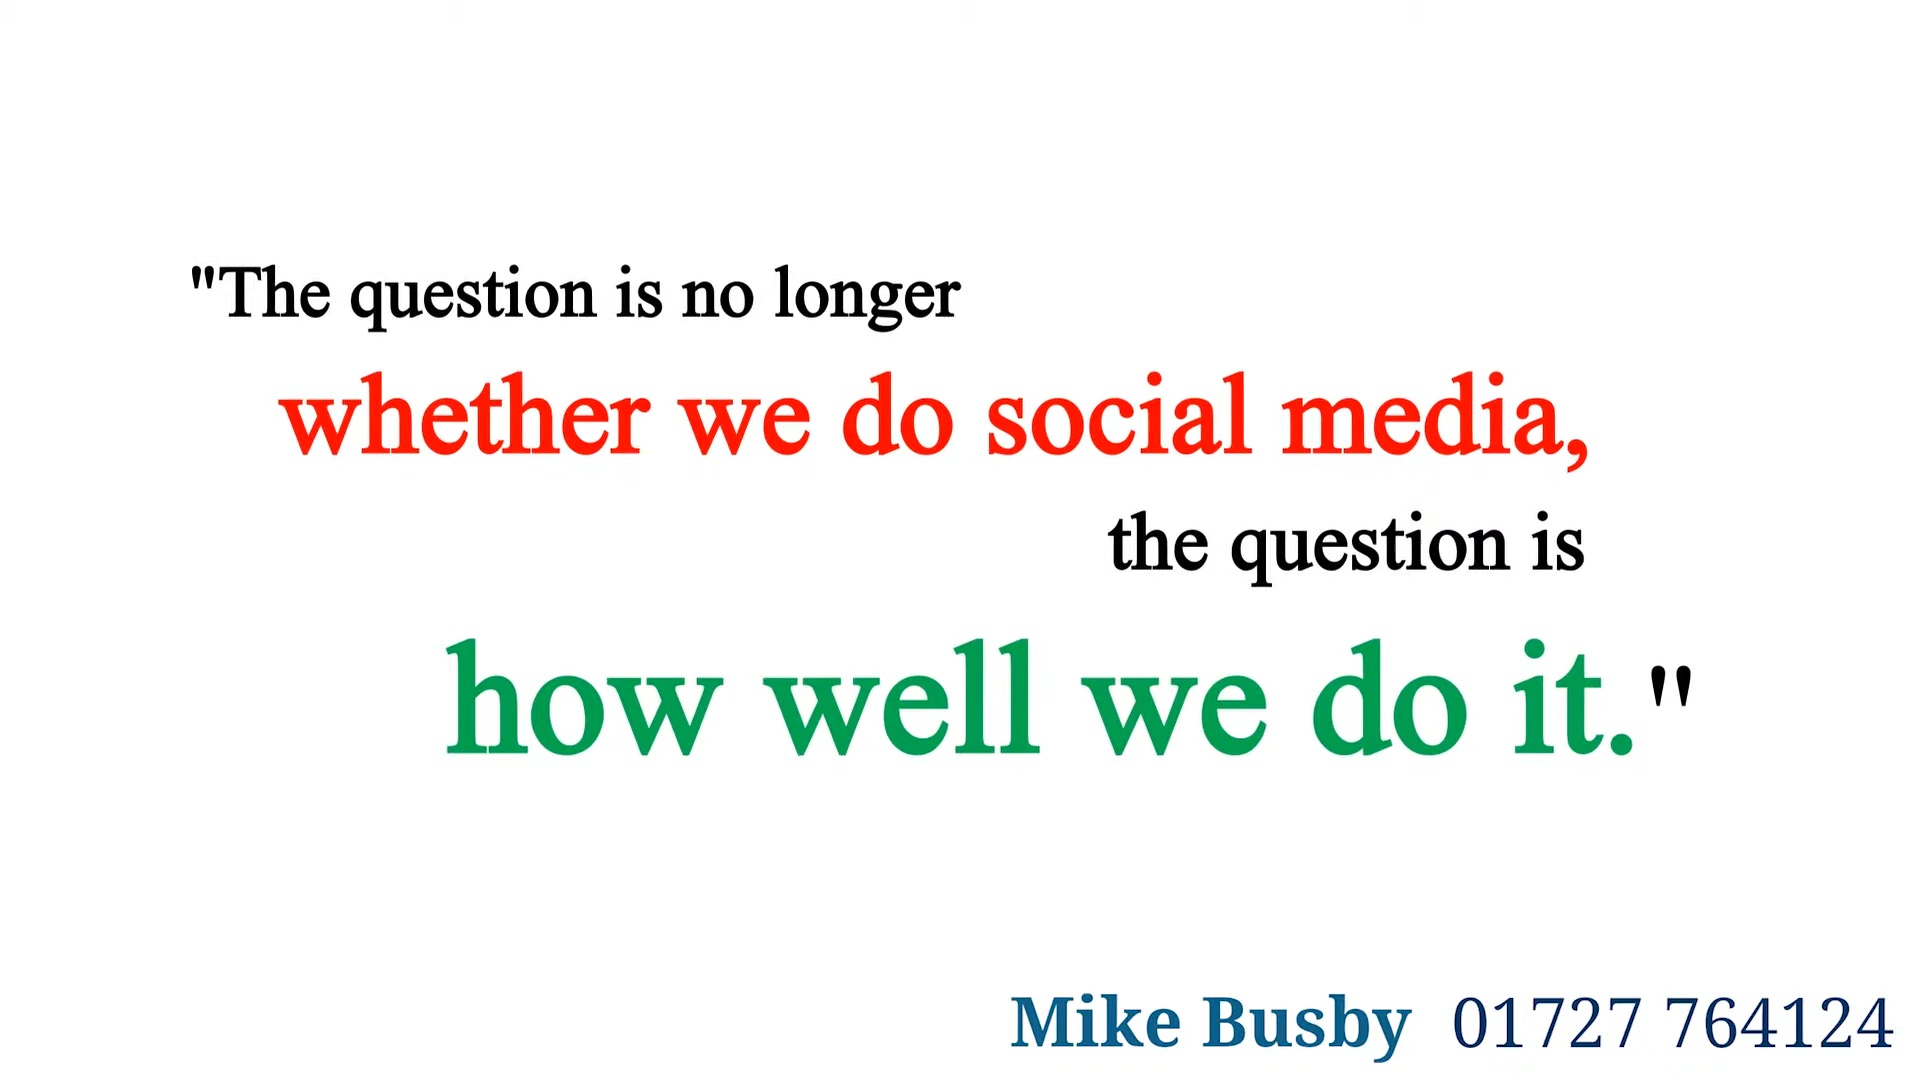 "The question is no longer
whether we do social media,
the question is
how well we do it."
Mike Busby 01727 764124